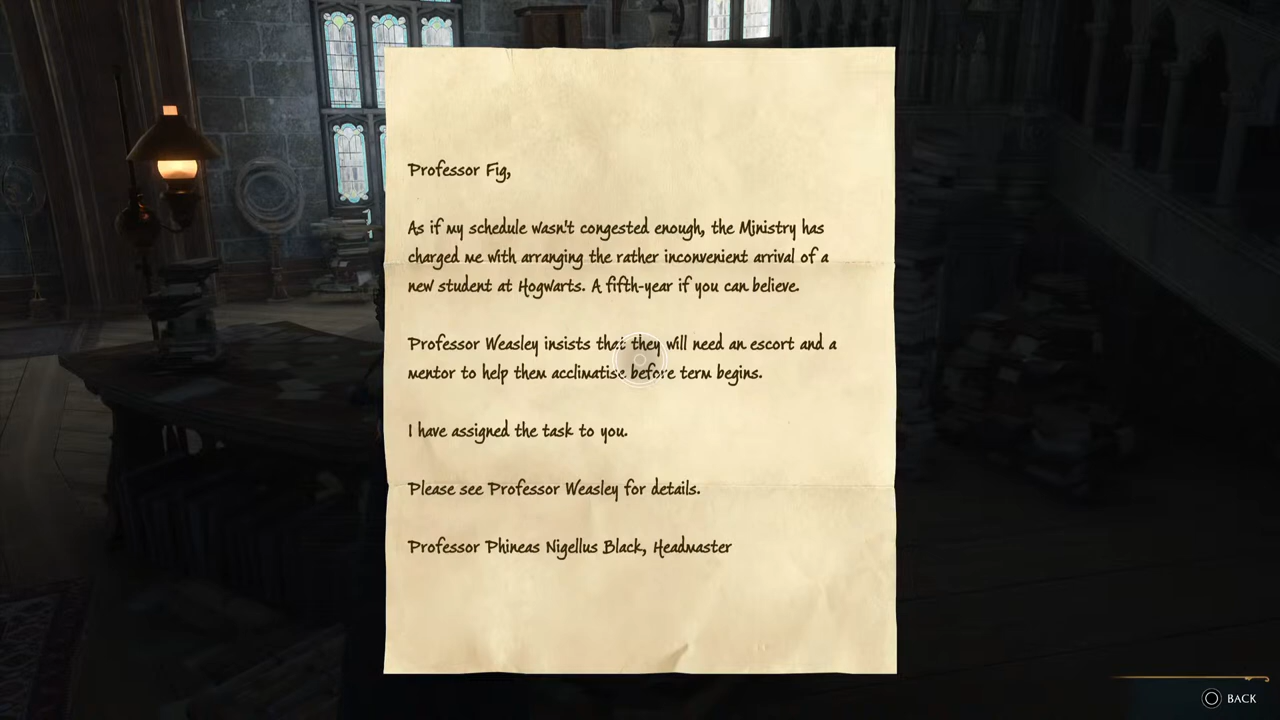 Professor Fig,
As if my schedule wasn't congested enough, the Ministry has
charged me with arranging the rather inconvenient arrival of a
new student at Hogwarts. A fifth-year if you can believe.
Professor Weasley insists that they will need an escort and a
mentor to help them acclimatise before term begins.
I have assigned the task to you.
Please see Professor Weasley for details.
Professor Phineas Nigellus Black, Headmaster
BACK